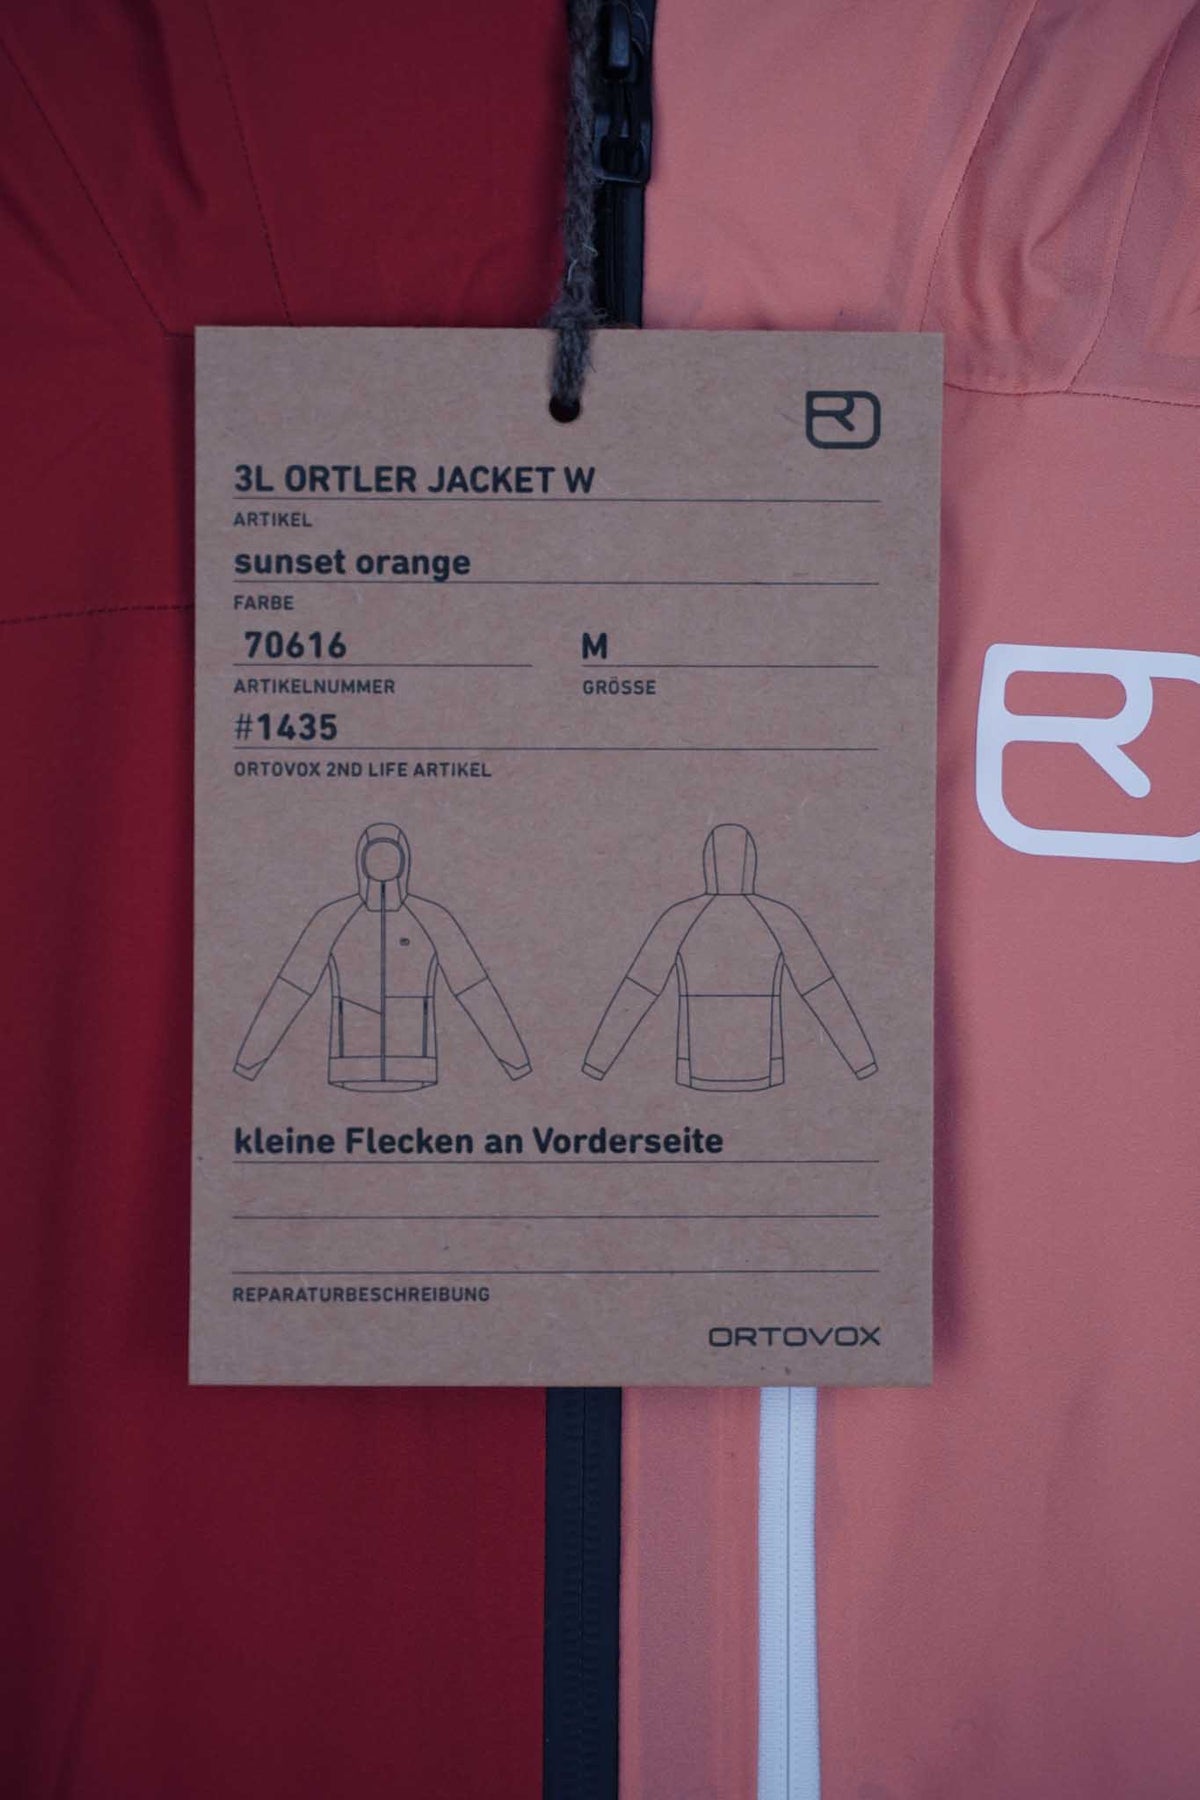 3L ORTLER JACKET W
ARTIKEL
sunset orange
FARBE
70616 M
ARTIKELNUMMER GRÖSSE
#1435
ORTOVOX 2ND LIFE ARTIKEL
kleine Flecken an Vorderseite
REPARATURBESCHREIBUNG
ORTOVOX